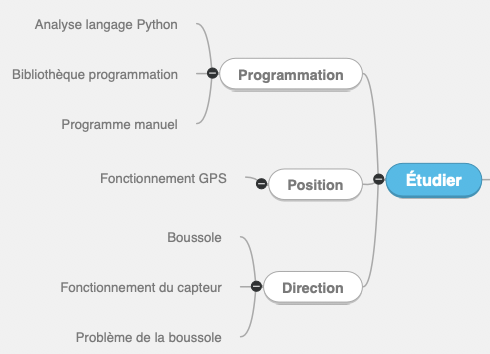 Analyse langage Python
Bibliothèque programmation
Programmation
Programme manuel
Fonctionnement GPS
Position
Étudier
Boussole
Fonctionnement du capteur
Direction
Problème de la boussole